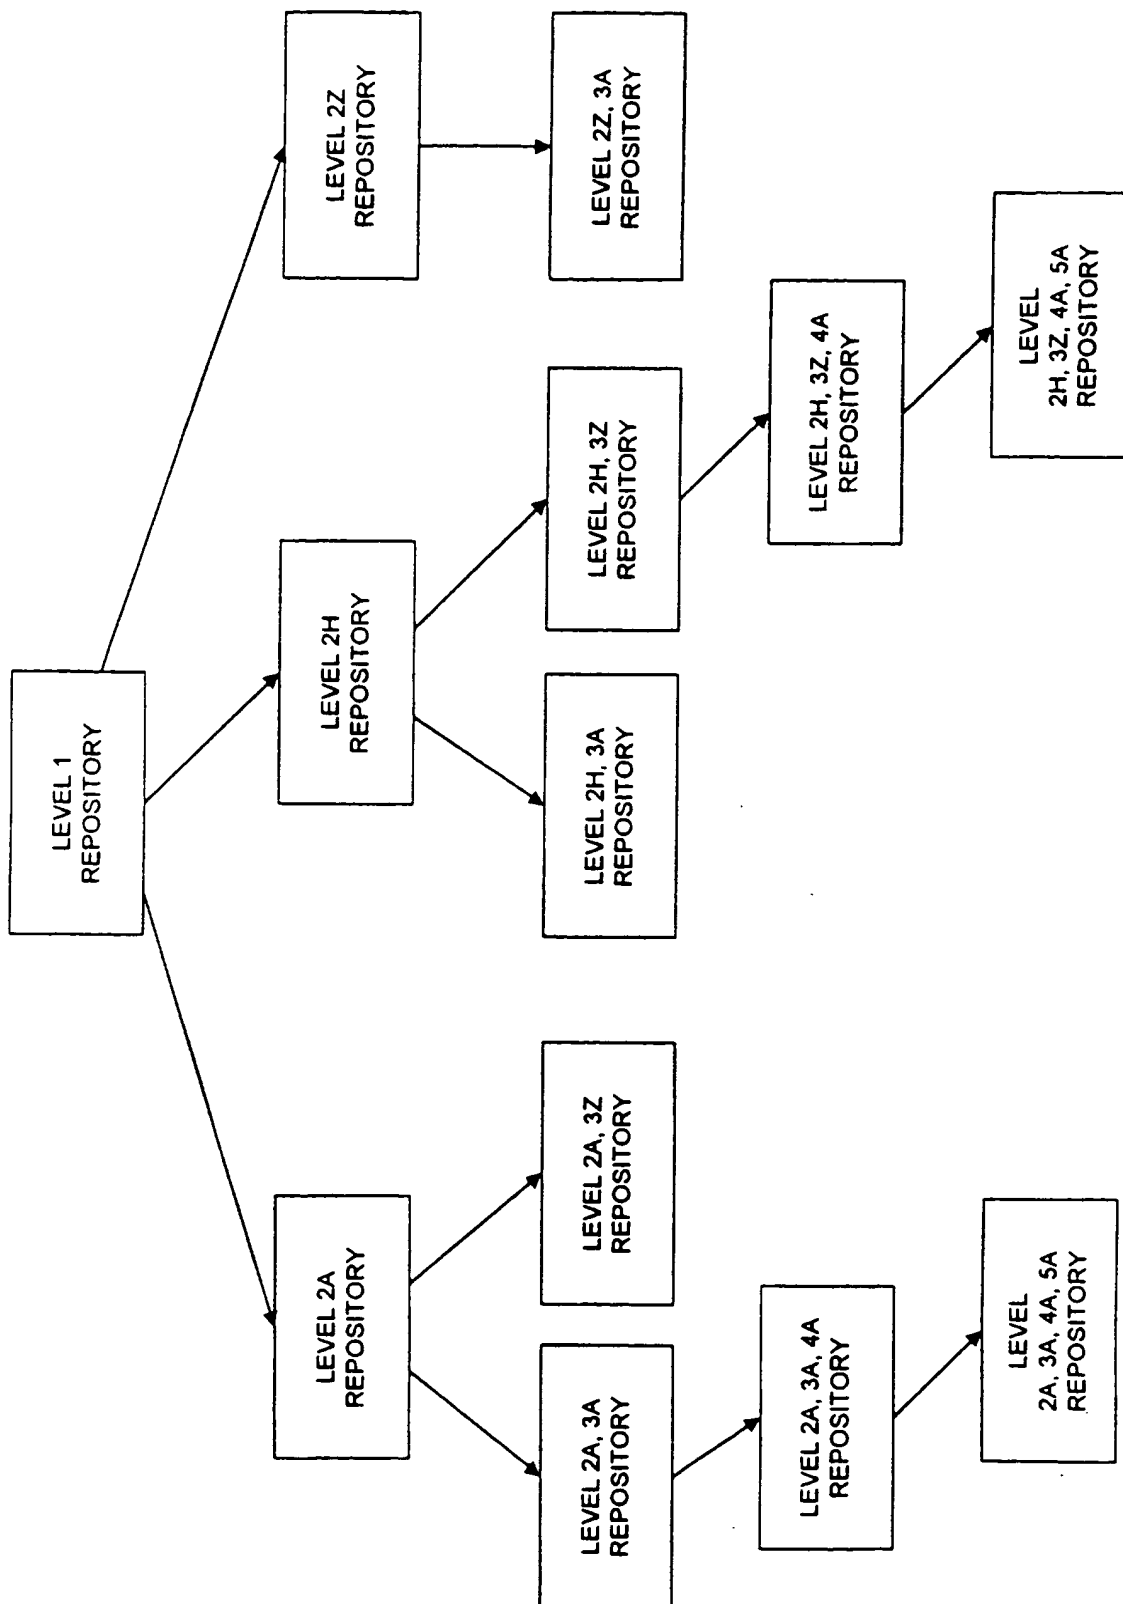 LEVEL 1
REPOSITORY
LEVEL 2A
REPOSITORY
LEVEL 2H
REPOSITORY
LEVEL 2Z
REPOSITORY
LEVEL 2A, 3A
REPOSITORY
LEVEL 2A, 3Z
REPOSITORY
LEVEL 2H, 3A
REPOSITORY
LEVEL 2H, 3Z
REPOSITORY
LEVEL 2Z, 3A
REPOSITORY
LEVEL 2A, 3A, 4A
REPOSITORY
LEVEL 2H, 3Z, 4A
REPOSITORY
LEVEL
2A, 3A, 4A, 5A
REPOSITORY
LEVEL
2H, 3Z, 4A, 5A
REPOSITORY